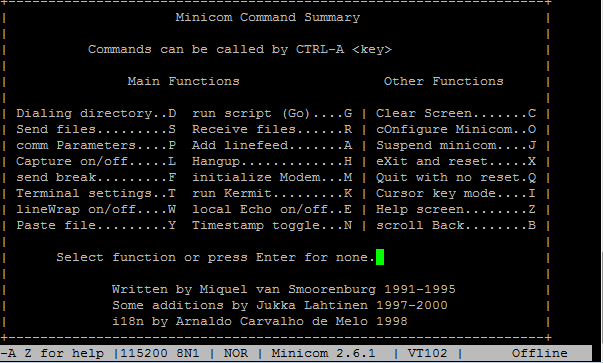 +-------------------------------------------------------------------+
Minicom Command Summary
Commands can be called by CTRL-A <key>
Main Functions Other Functions
Dialing directory..D run script (Go)....G | Clear Screen.......C
Send files.........S Receive files......R | cOnfigure Minicom..O
comm Parameters....P Add linefeed.......A | Suspend minicom....J
Capture on/off.....L Hangup.............H | eXit and reset.....X
send break.........F initialize Modem...M | Quit with no reset.Q
Terminal settings..T run Kermit.........K | Cursor key mode....I
lineWrap on/off....W local Echo on/off..E | Help screen........Z
Paste file.........Y Timestamp toggle...N | scroll Back........B
Select function or press Enter for none.
Written by Miquel van Smoorenburg 1991-1995
Some additions by Jukka Lahtinen 1997-2000
i18n by Arnaldo Carvalho de Melo 1998
+-------------------------------------------------------------------+
-A Z for help |115200 8N1 | NOR | Minicom 2.6.1 | VT102 | Offline